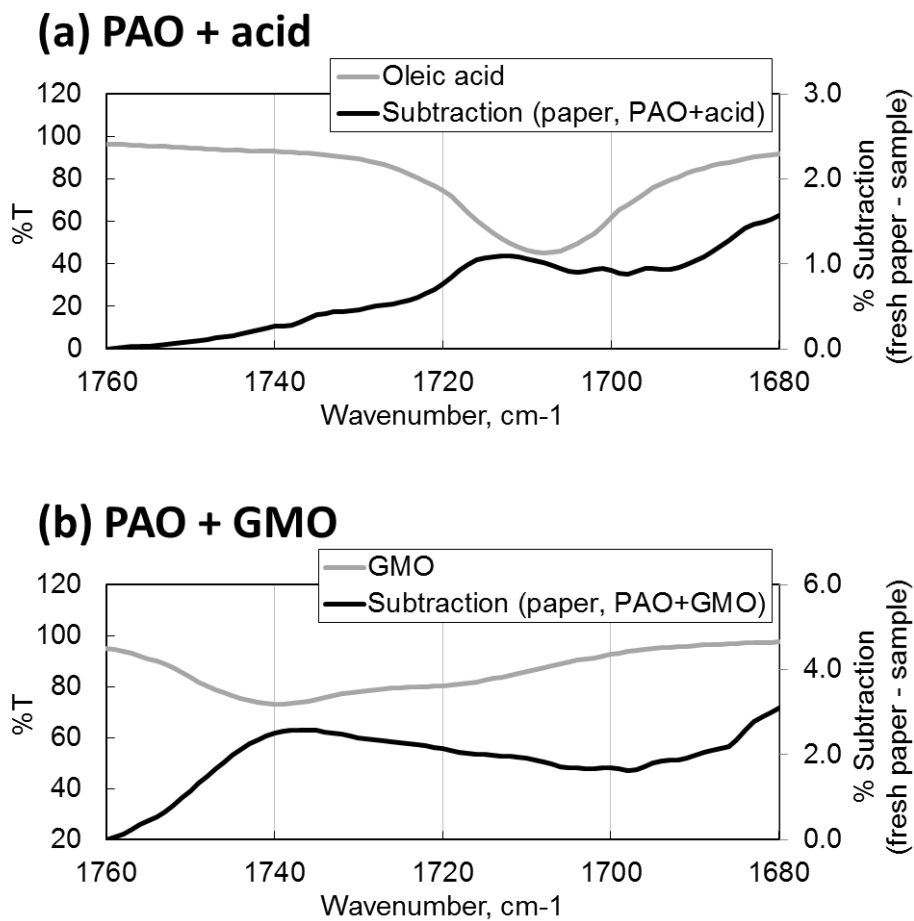 (a) PAO + acid
Oleic acid
Subtraction (paper, PAO+acid)
120
100
80
60
40
20
0
%T
3.0
2.0
1.0
0.0
% Subtraction
(fresh paper - sample)
1760
1740
1720
1700
1680
Wavenumber, cm-1
(b) PAO + GMO
GMO
Subtraction (paper, PAO+GMO)
120
100
80
60
40
20
%T
6.0
4.0
2.0
0.0
% Subtraction
(fresh paper - sample)
1760
1740
1720
1700
1680
Wavenumber, cm-1